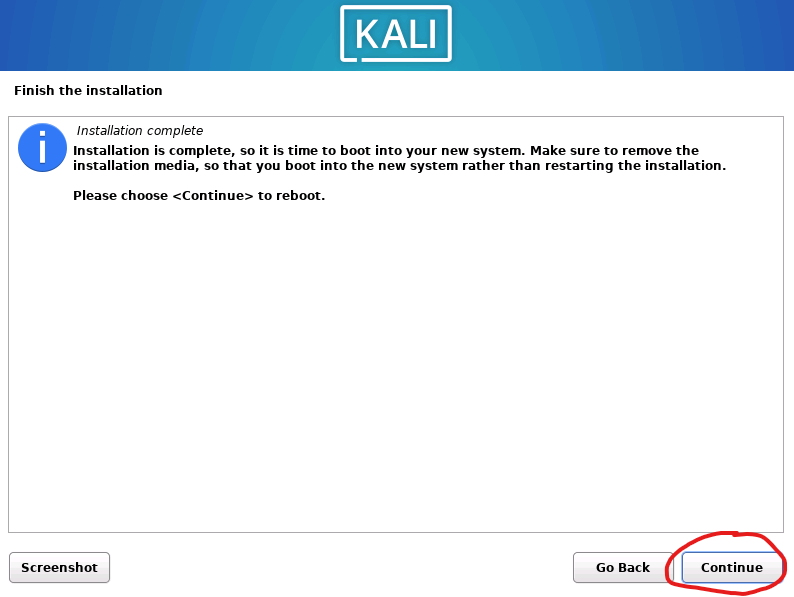 KALI
Finish the installation
Installation complete
Installation is complete, so it is time to boot into your new system. Make sure to remove the
installation media, so that you boot into the new system rather than restarting the installation.
Please choose <Continue> to reboot.
Screenshot
Go Back
Continue